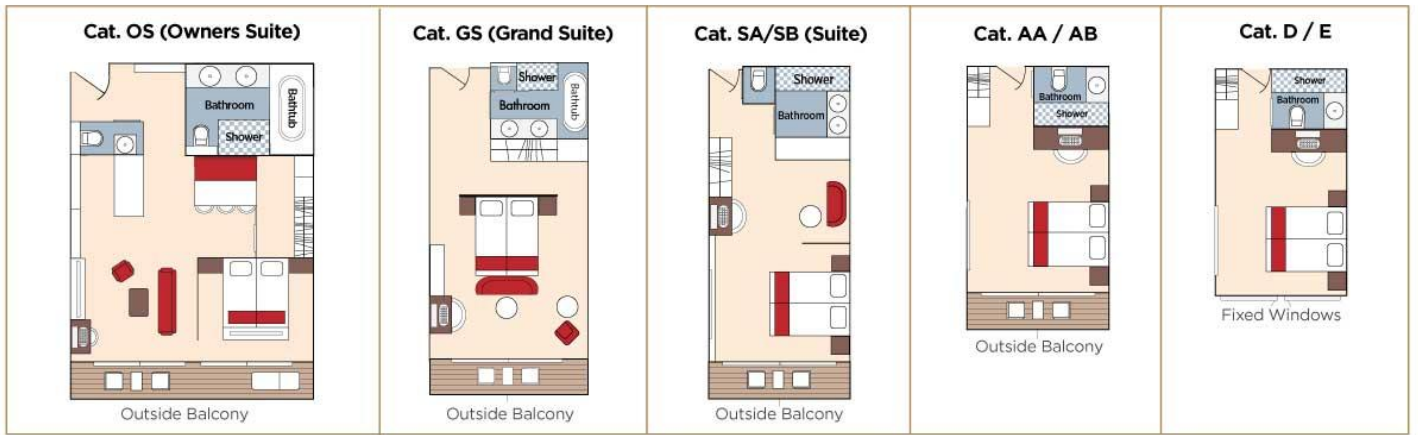 Cat. OS (Owners Suite)
Bathroom
Bathtub
Shower
Outside Balcony
Cat. GS (Grand Suite)
Shower
Bathroom
Bathtub
Outside Balcony
Cat. SA/SB (Suite)
Shower
Bathroom
Outside Balcony
Cat. AA / AB
Bathroom
Shower
Outside Balcony
Cat. D / E
Shower
Bathroom
Fixed Windows